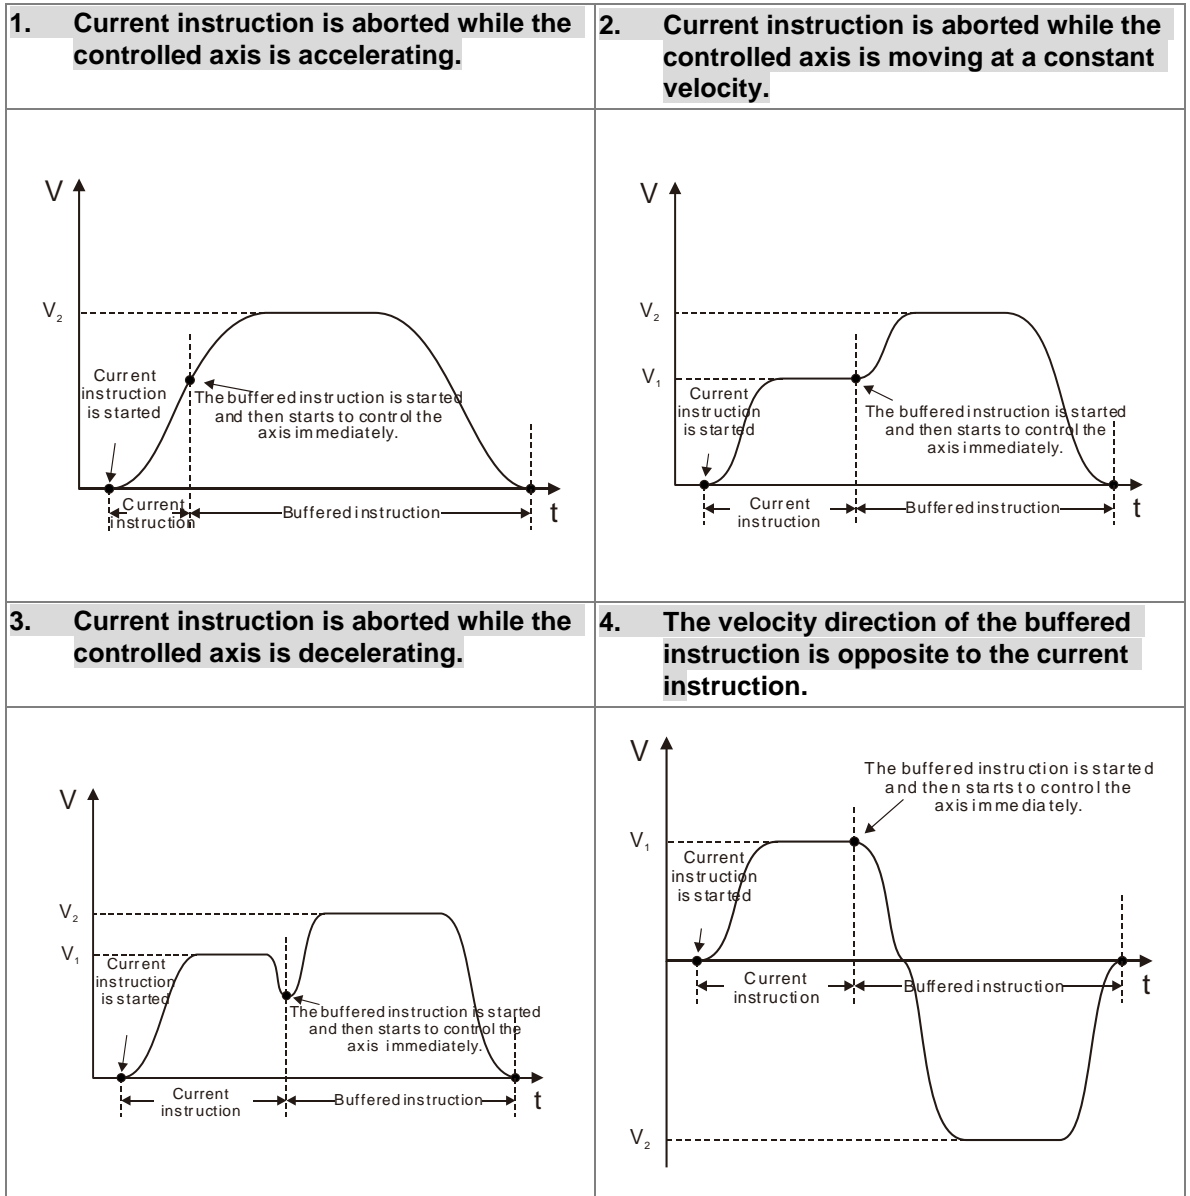 1. Current instruction is aborted while the
controlled axis is accelerating.
2. Current instruction is aborted while the
controlled axis is moving at a constant
velocity.
V
V2
Current
instruction
is started
The buffered instruction is started
and then starts to control the
axis immediately.
Current
instruction
Buffered instruction
t
V
V2
V1
Current
instruction
is started
The buffered instruction is started
and then starts to control the
axis immediately.
Current
instruction
Buffered instruction
t
3. Current instruction is aborted while the
controlled axis is decelerating.
4. The velocity direction of the buffered
instruction is opposite to the current
instruction.
V
V2
V1
Current
instruction
is started
The buffered instruction is started
and then starts to control the
axis immediately.
Current
instruction
Buffered instruction
t
V
The buffered instruction is started
and then starts to control the
axis immediately.
V1
Current
instruction
is started
Current
instruction
Buffered instruction
t
V2